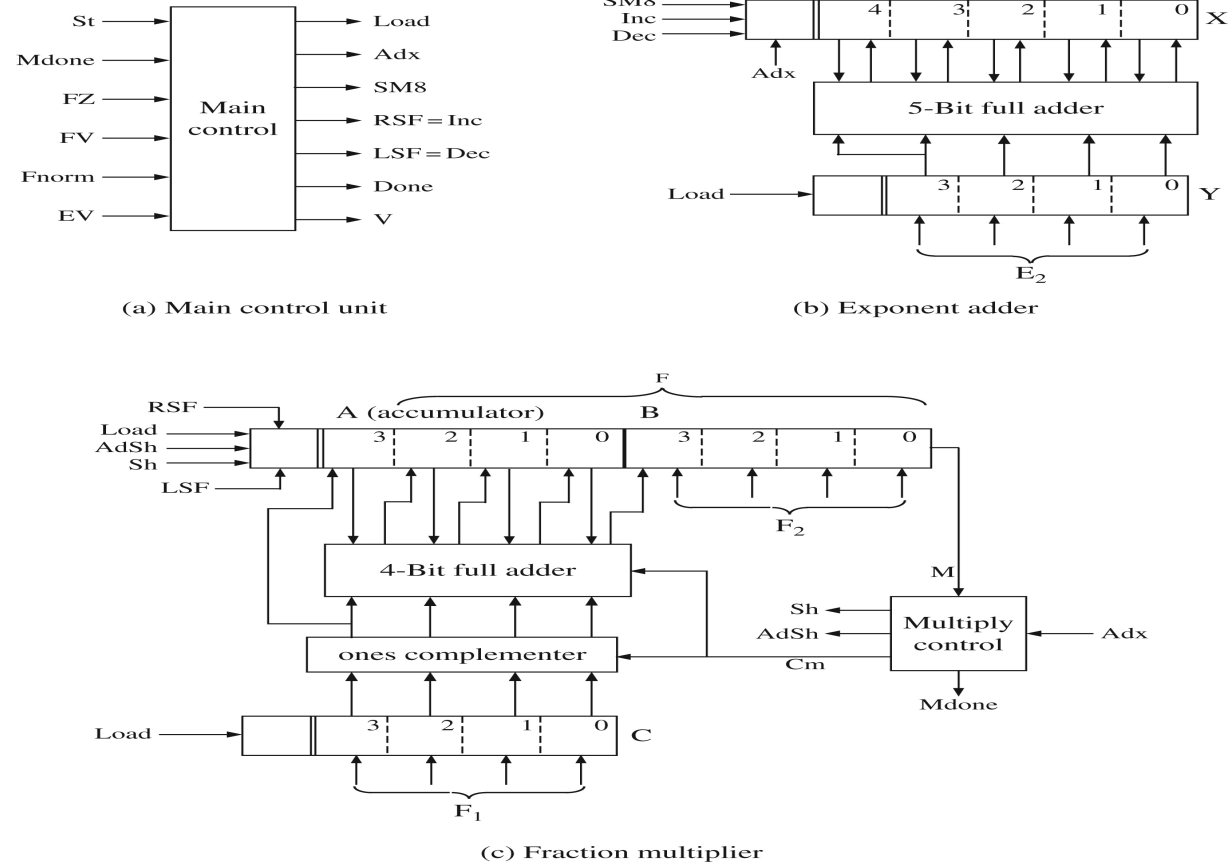 St
Mdone
FZ
FV
Fnorm
EV
Main
control
Load
Adx
SM8
RSF = Inc
LSF = Dec
Done
V
(a) Main control unit
SM8
Inc
Dec
Adx
4 3 2 1 0
X
5-Bit full adder
Load
3 2 1 0
Y
E2
(b) Exponent adder
F
RSF
A (accumulator)
B
Load
AdSh
Sh
LSF
3 2 1 0 3 2 1 0
F2
4-Bit full adder
M
Sh
AdSh
Cm
Multiply
control
Adx
Mdone
ones complementer
Load
3 2 1 0
C
F1
(c) Fraction multiplier